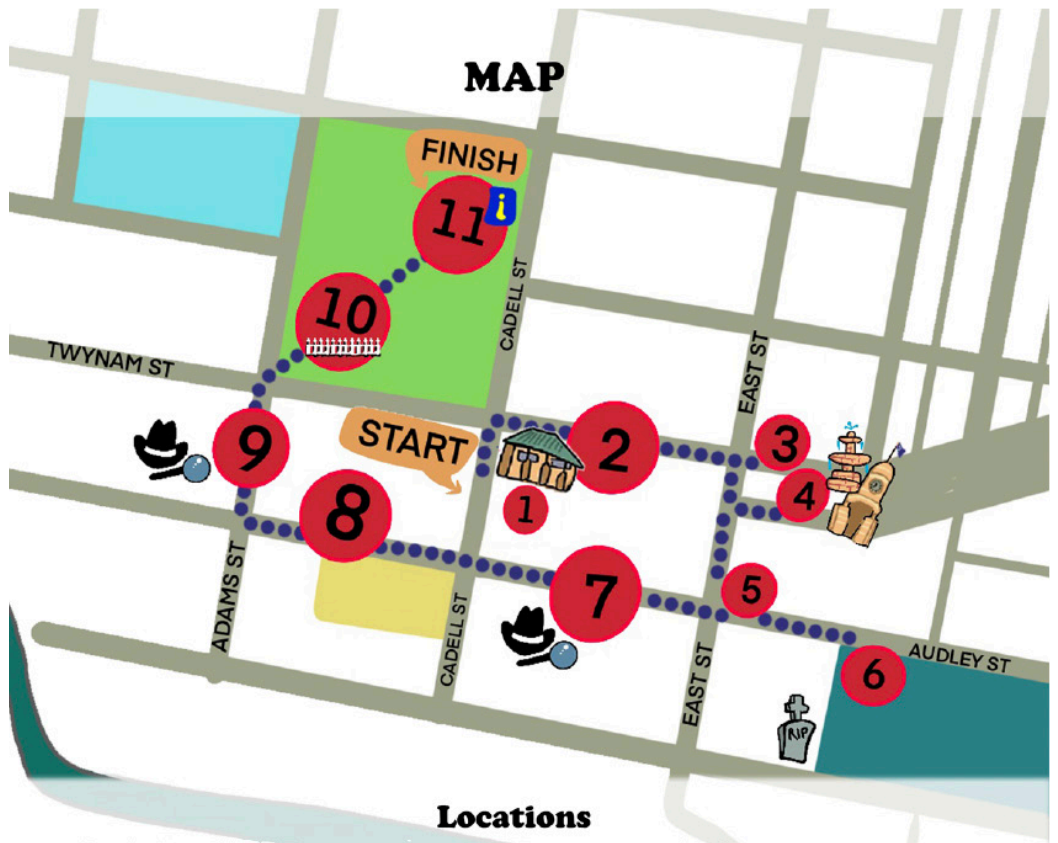 MAP
FINISH
i
11
10
CADELL ST
TWYNAM ST
EAST ST
START
9
2
3
4
1
8
7
5
ADAMS ST
CADELL ST
EAST ST
AUDLEY ST
6
RIP
Locations